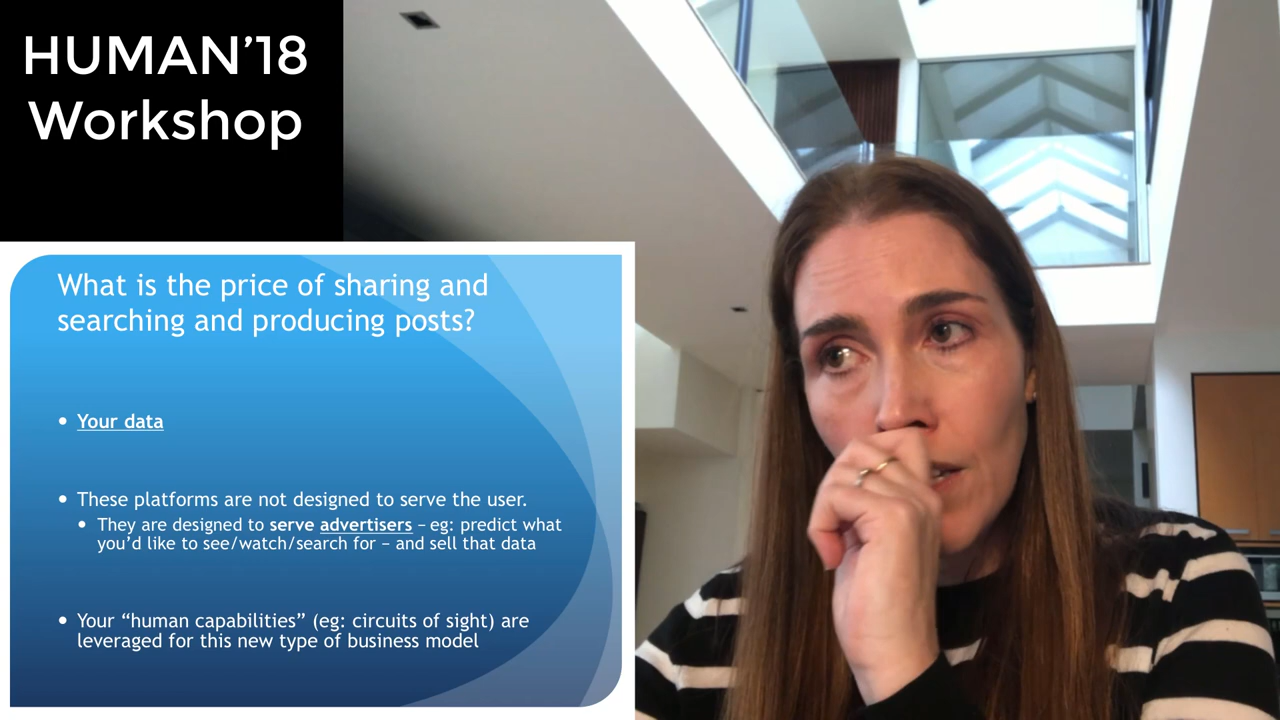 HUMAN’18
Workshop
What is the price of sharing and
searching and producing posts?
• Your data
• These platforms are not designed to serve the user.
• They are designed to serve advertisers – eg: predict what
you’d like to see/watch/search for – and sell that data
• Your “human capabilities” (eg: circuits of sight) are
leveraged for this new type of business model